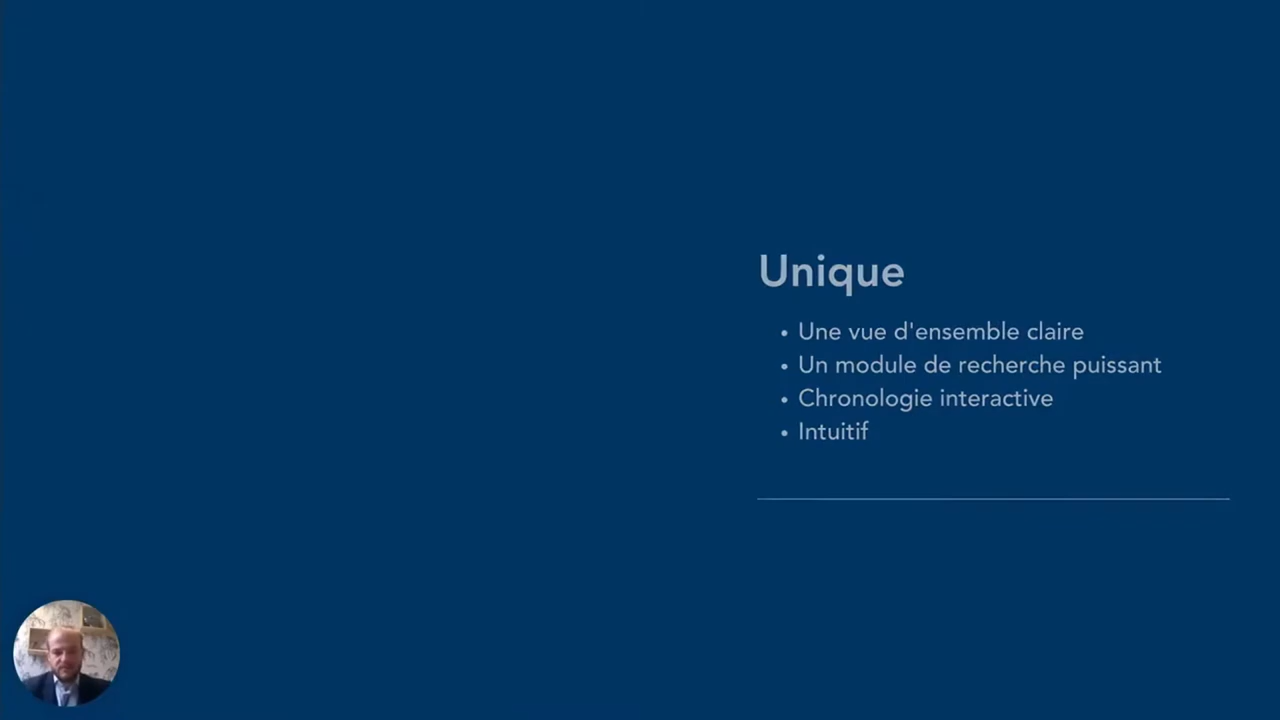 Unique
• Une vue d'ensemble claire
• Un module de recherche puissant
• Chronologie interactive
• Intuitif